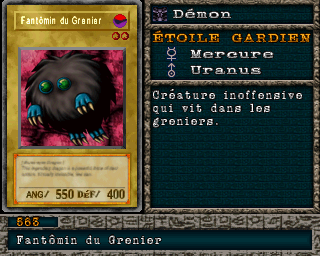 Fantômin du Grenier
ANG/ 550 DÉF/ 400
Démon
ÉTOILE GARDIEN
Mercure
Uranus
Créature inoffensive
qui vit dans les
greniers.
563
Fantômin du Grenier